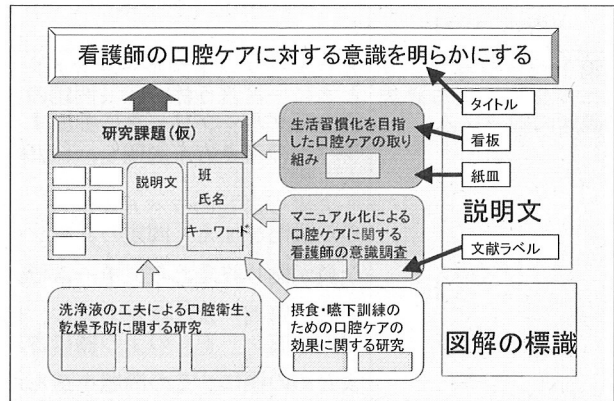 看護師の口腔ケアに対する意識を明らかにする
タイトル
研究課題(仮)
説明文
班
氏名
キーワード
生活習慣化を目指
した口腔ケアの取り
組み
看板
紙皿
説明文
マニュアル化による
口腔ケアに関する
看護師の意識調査
文献ラベル
洗浄液の工夫による口腔衛生、
乾燥予防に関する研究
摂食・嚥下訓練の
ための口腔ケアの
効果に関する研究
図解の標識